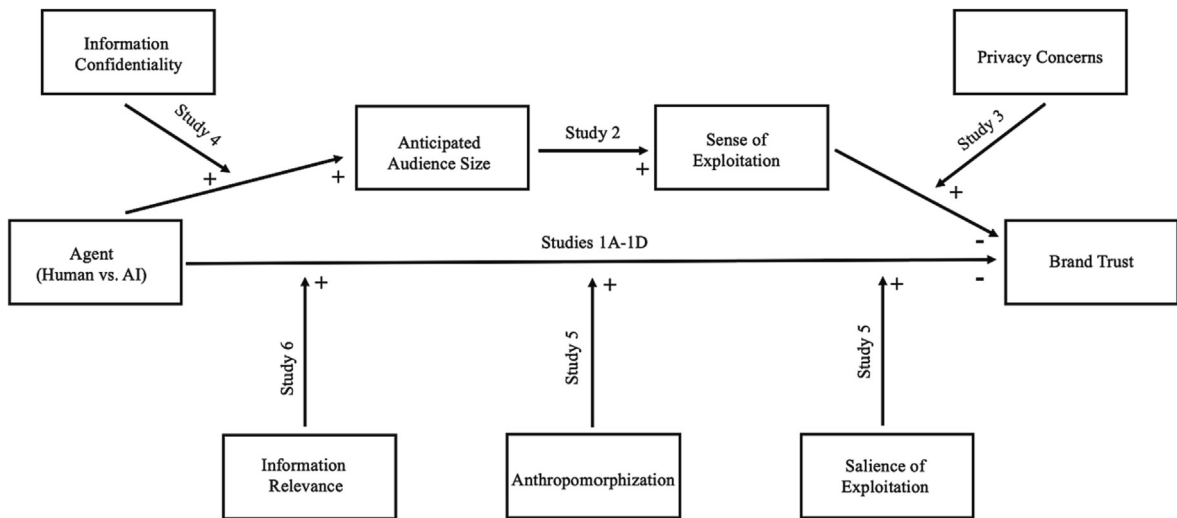 Information
Confidentiality
Privacy Concerns
Study 4
Study 3
Anticipated
Audience Size
Study 2
Sense of
Exploitation
+
+
+
+
Agent
(Human vs. AI)
Studies 1A-1D
-
-
Brand Trust
+
+
+
Study 6
Study 5
Study 5
Information
Relevance
Anthropomorphization
Salience of
Exploitation